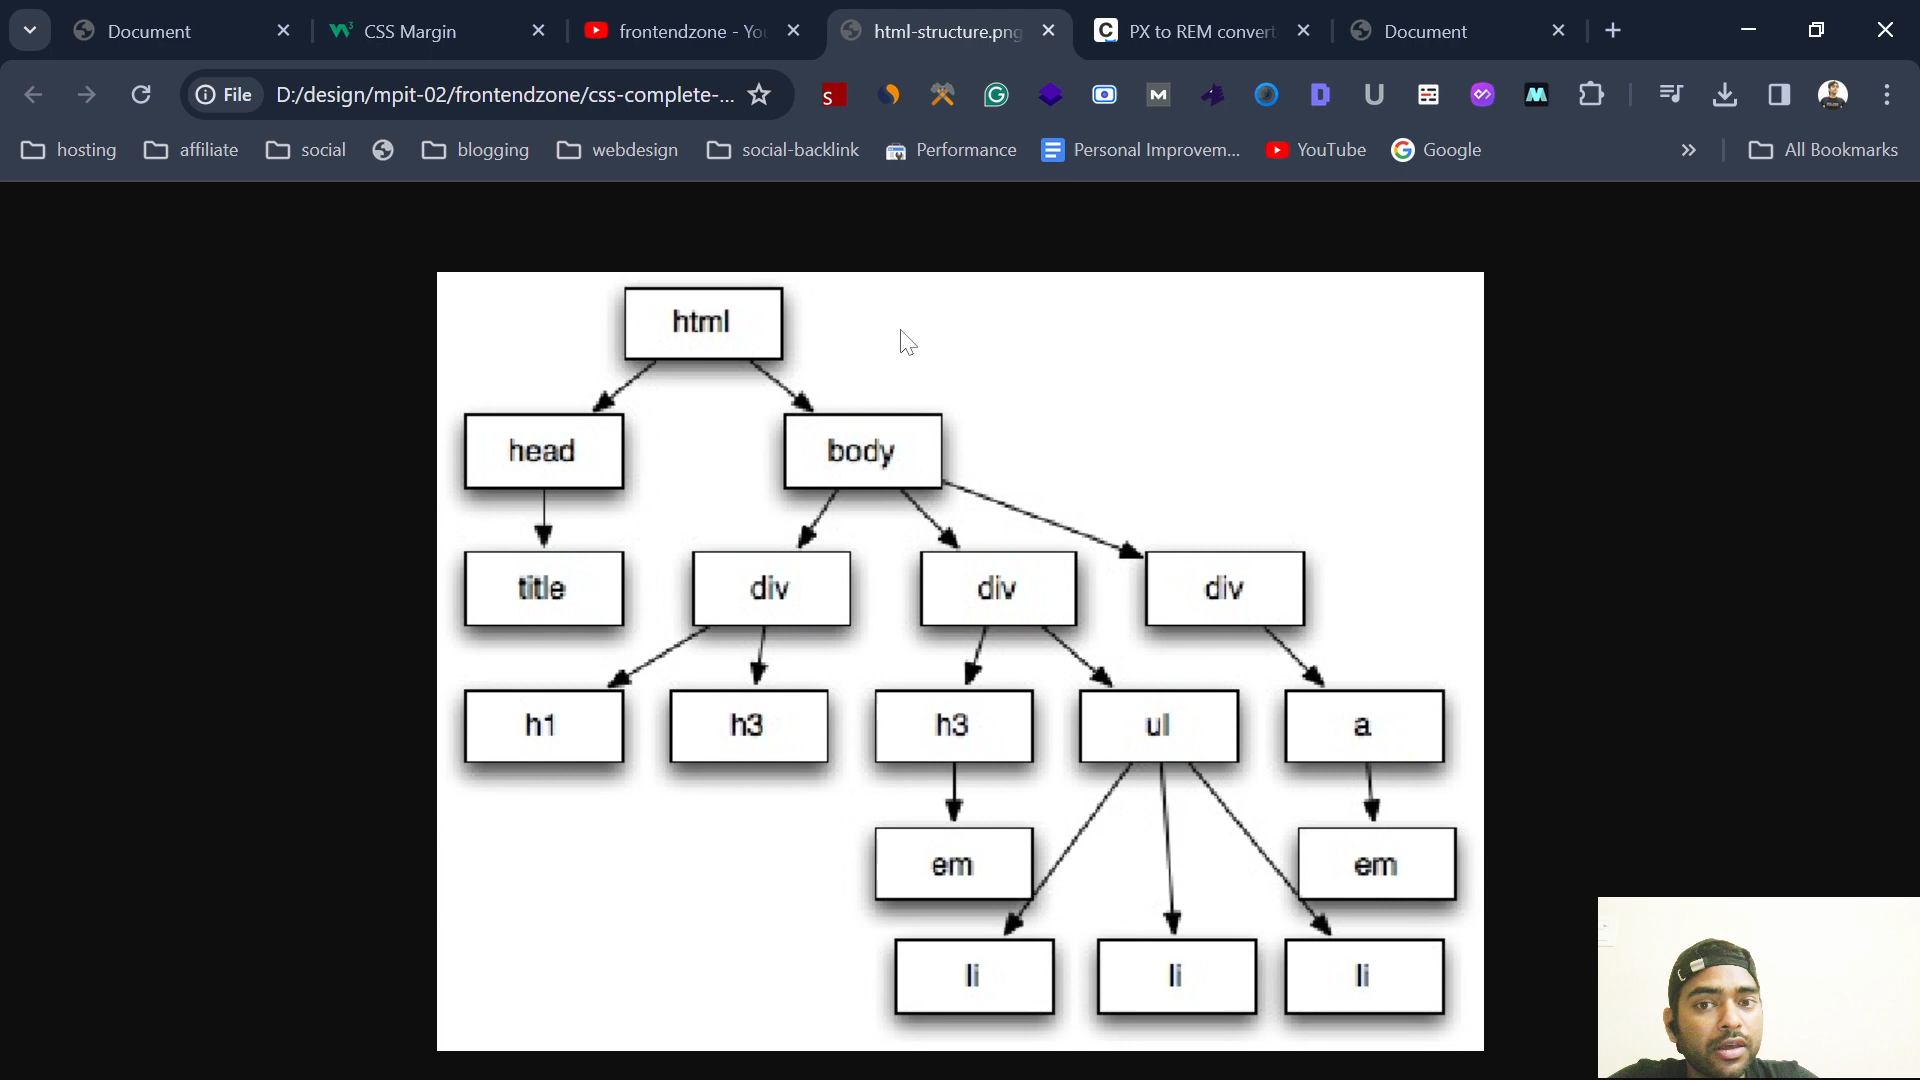 Document
CSS Margin
frontendzone - You
html-structure.png
PX to REM convert
Document
File
D:/design/mpit-02/frontendzone/css-complete-...
hosting
affiliate
social
blogging
webdesign
social-backlink
Performance
Personal Improvem...
YouTube
Google
All Bookmarks
html
head
body
title
div
div
div
h1
h3
h3
ul
a
em
em
li
li
li